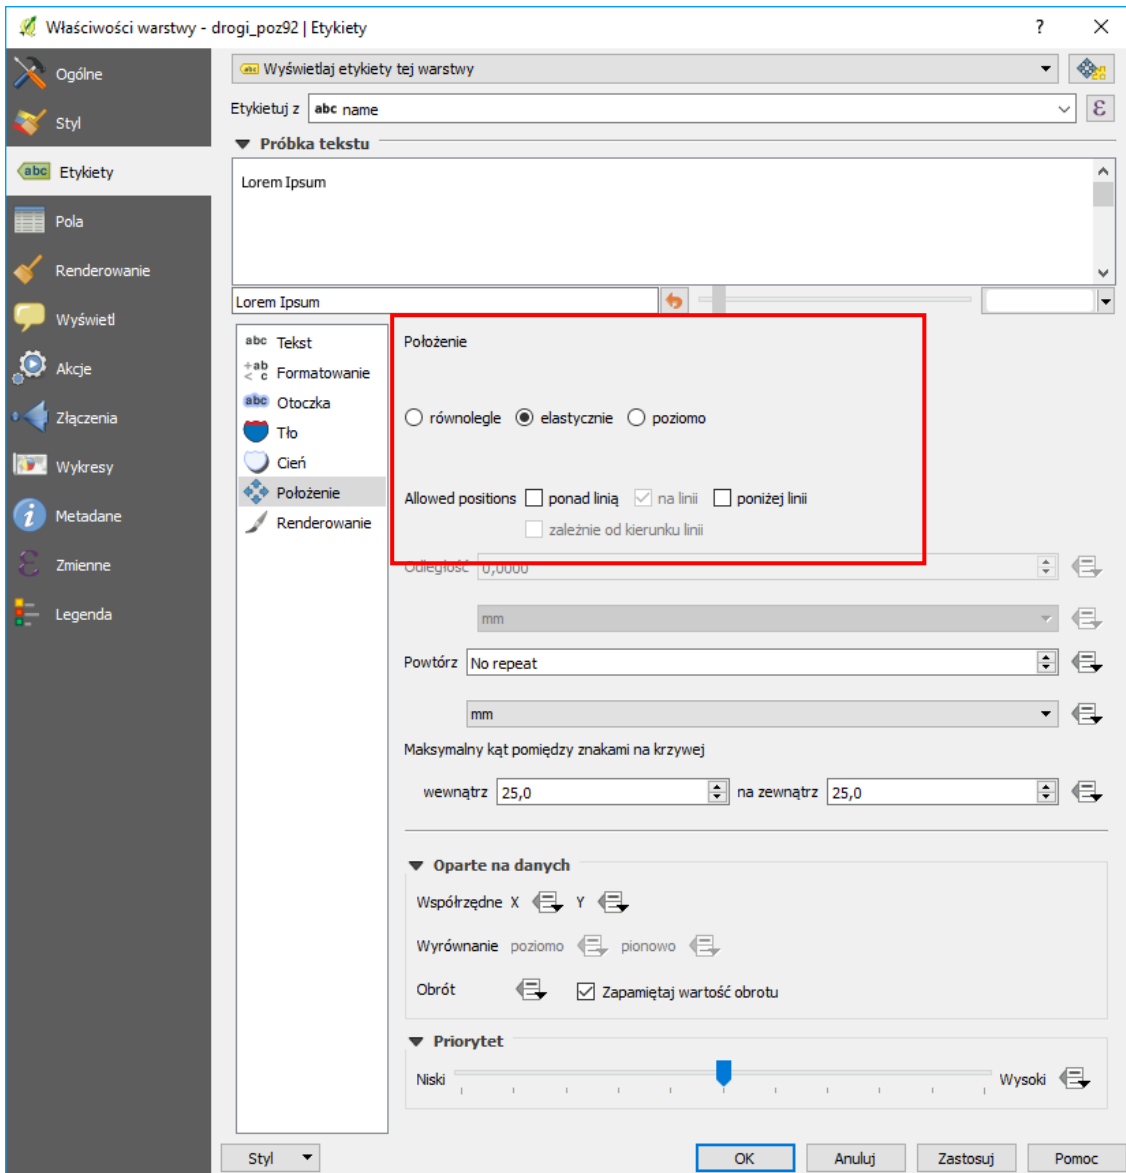 Właściwości warstwy - drogi_poz92 | Etykiety
Ogólne
Styl
abc Etykiety
Pola
Renderowanie
Wyświetl
Akcje
Złączenia
Wykresy
Metadane
Zmienne
Legenda
abc Wyświetlaj etykiety tej warstwy
Etykietuj z abc name
Próbka tekstu
Lorem Ipsum
Lorem Ipsum
abc Tekst
+ab < c Formatowanie
abc Otoczka
Tło
Cień
Położenie
Renderowanie
Położenie
równolegle elastycznie poziomo
Allowed positions ponad linią na linii poniżej linii
zależnie od kierunku linii
Odległość 0,0000
mm
Powtórz No repeat
mm
Maksymalny kąt pomiędzy znakami na krzywej
wewnątrz 25,0 na zewnątrz 25,0
Oparte na danych
Współrzędne X Y
Wyrównanie poziomo pionowo
Obrót Zapamiętaj wartość obrotu
Priorytet
Niski Wysoki
Styl OK Anuluj Zastosuj Pomoc